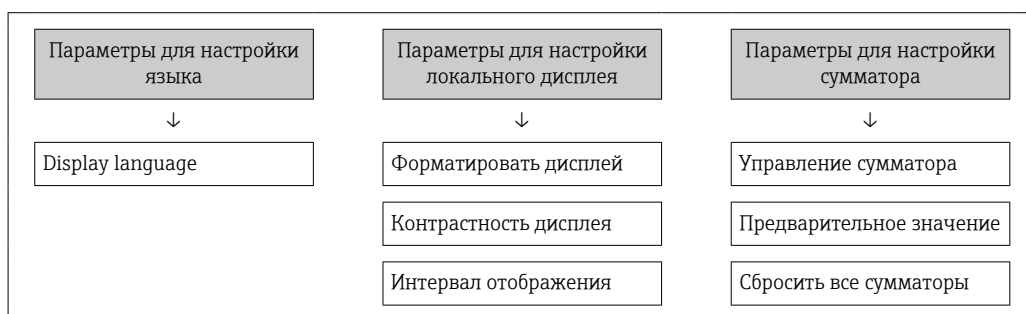 Параметры для настройки
языка
↓
Display language
Параметры для настройки
локального дисплея
↓
Форматировать дисплей
Контрастность дисплея
Интервал отображения
Параметры для настройки
сумматора
↓
Управление сумматора
Предварительное значение
Сбросить все сумматоры